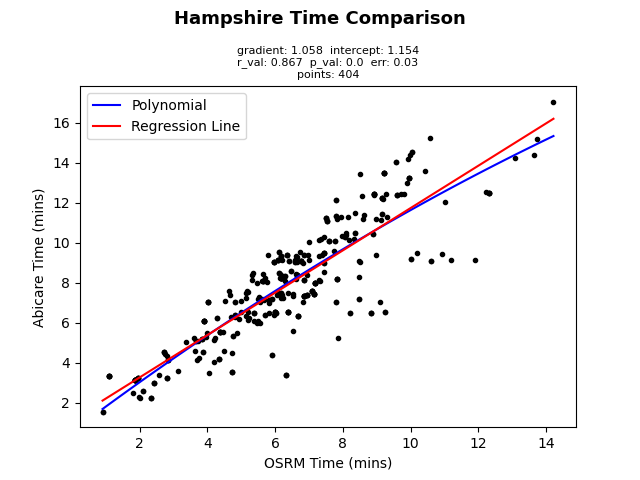 Hampshire Time Comparison
gradient: 1.058  intercept: 1.154
r_val: 0.867  p_val: 0.0  err: 0.03
points: 404
Polynomial
Regression Line
Abicare Time (mins)
16
14
12
10
8
6
4
2
2 4 6 8 10 12 14
OSRM Time (mins)